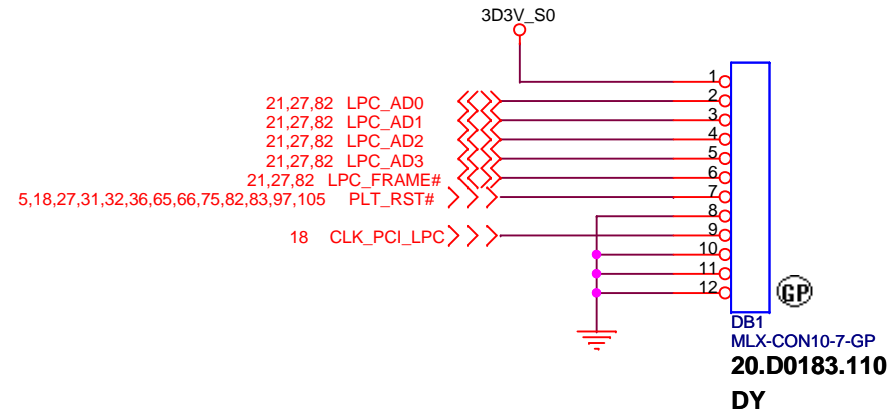 3D3V_S0
1
21,27,82 LPC_AD0 2
21,27,82 LPC_AD1 3
21,27,82 LPC_AD2 4
21,27,82 LPC_AD3 5
21,27,82 LPC_FRAME# 6
5,18,27,31,32,36,65,66,75,82,83,97,105 PLT_RST# 7
8
18 CLK_PCI_LPC 9
10
11
12
GP
DB1
MLX-CON10-7-GP
20.D0183.110
DY